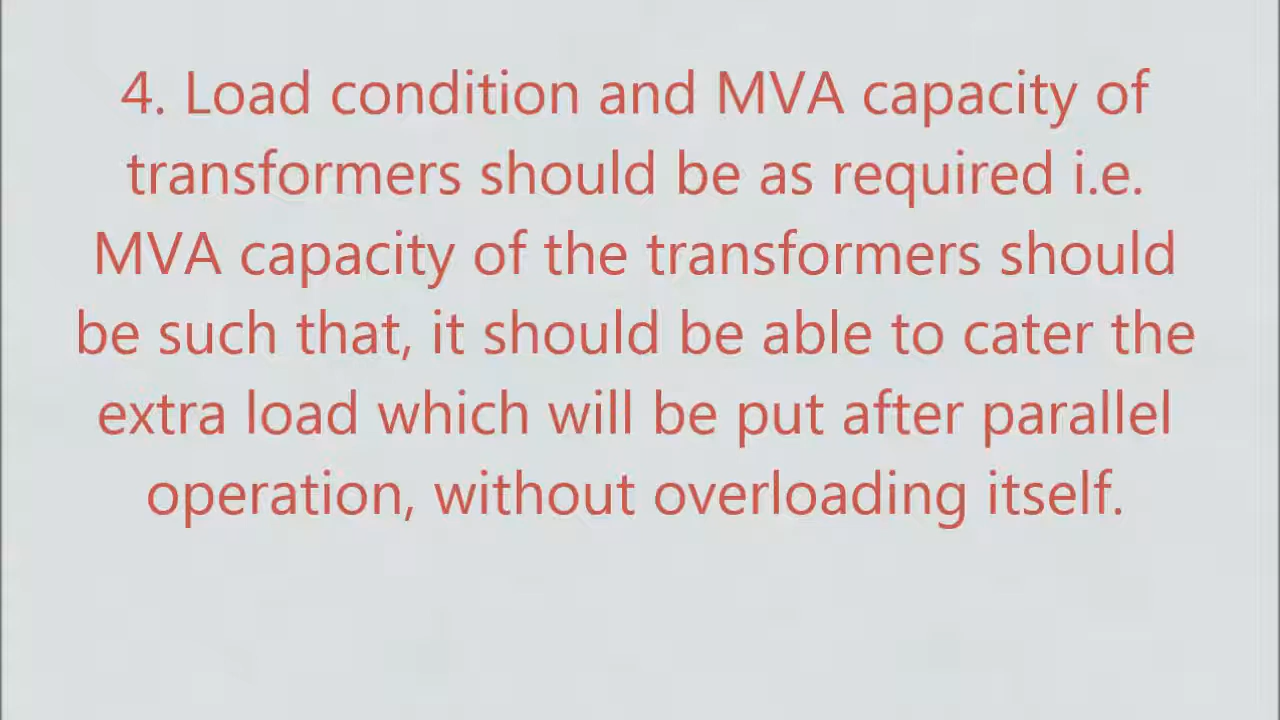 4. Load condition and MVA capacity of
transformers should be as required i.e.
MVA capacity of the transformers should
be such that, it should be able to cater the
extra load which will be put after parallel
operation, without overloading itself.